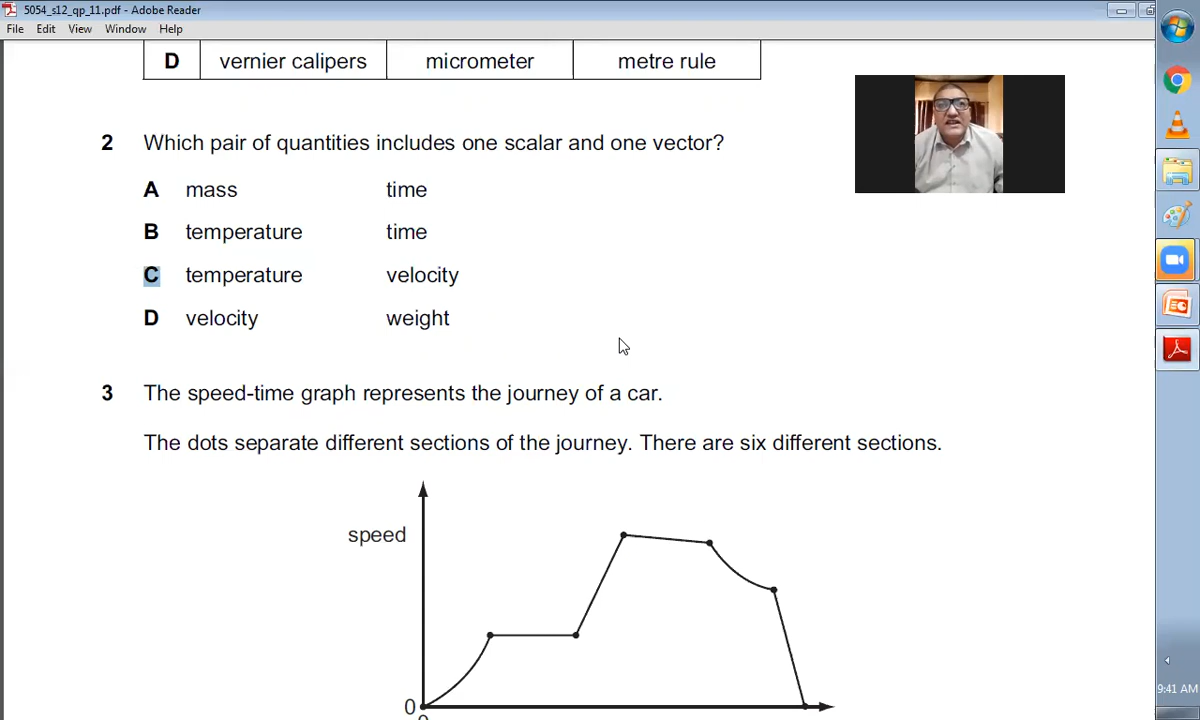 5054_s12_qp_11.pdf - Adobe Reader
File Edit View Window Help
D vernier calipers micrometer metre rule
2 Which pair of quantities includes one scalar and one vector?
A mass time
B temperature time
C temperature velocity
D velocity weight
3 The speed-time graph represents the journey of a car.
The dots separate different sections of the journey. There are six different sections.
speed
0
9:41 AM